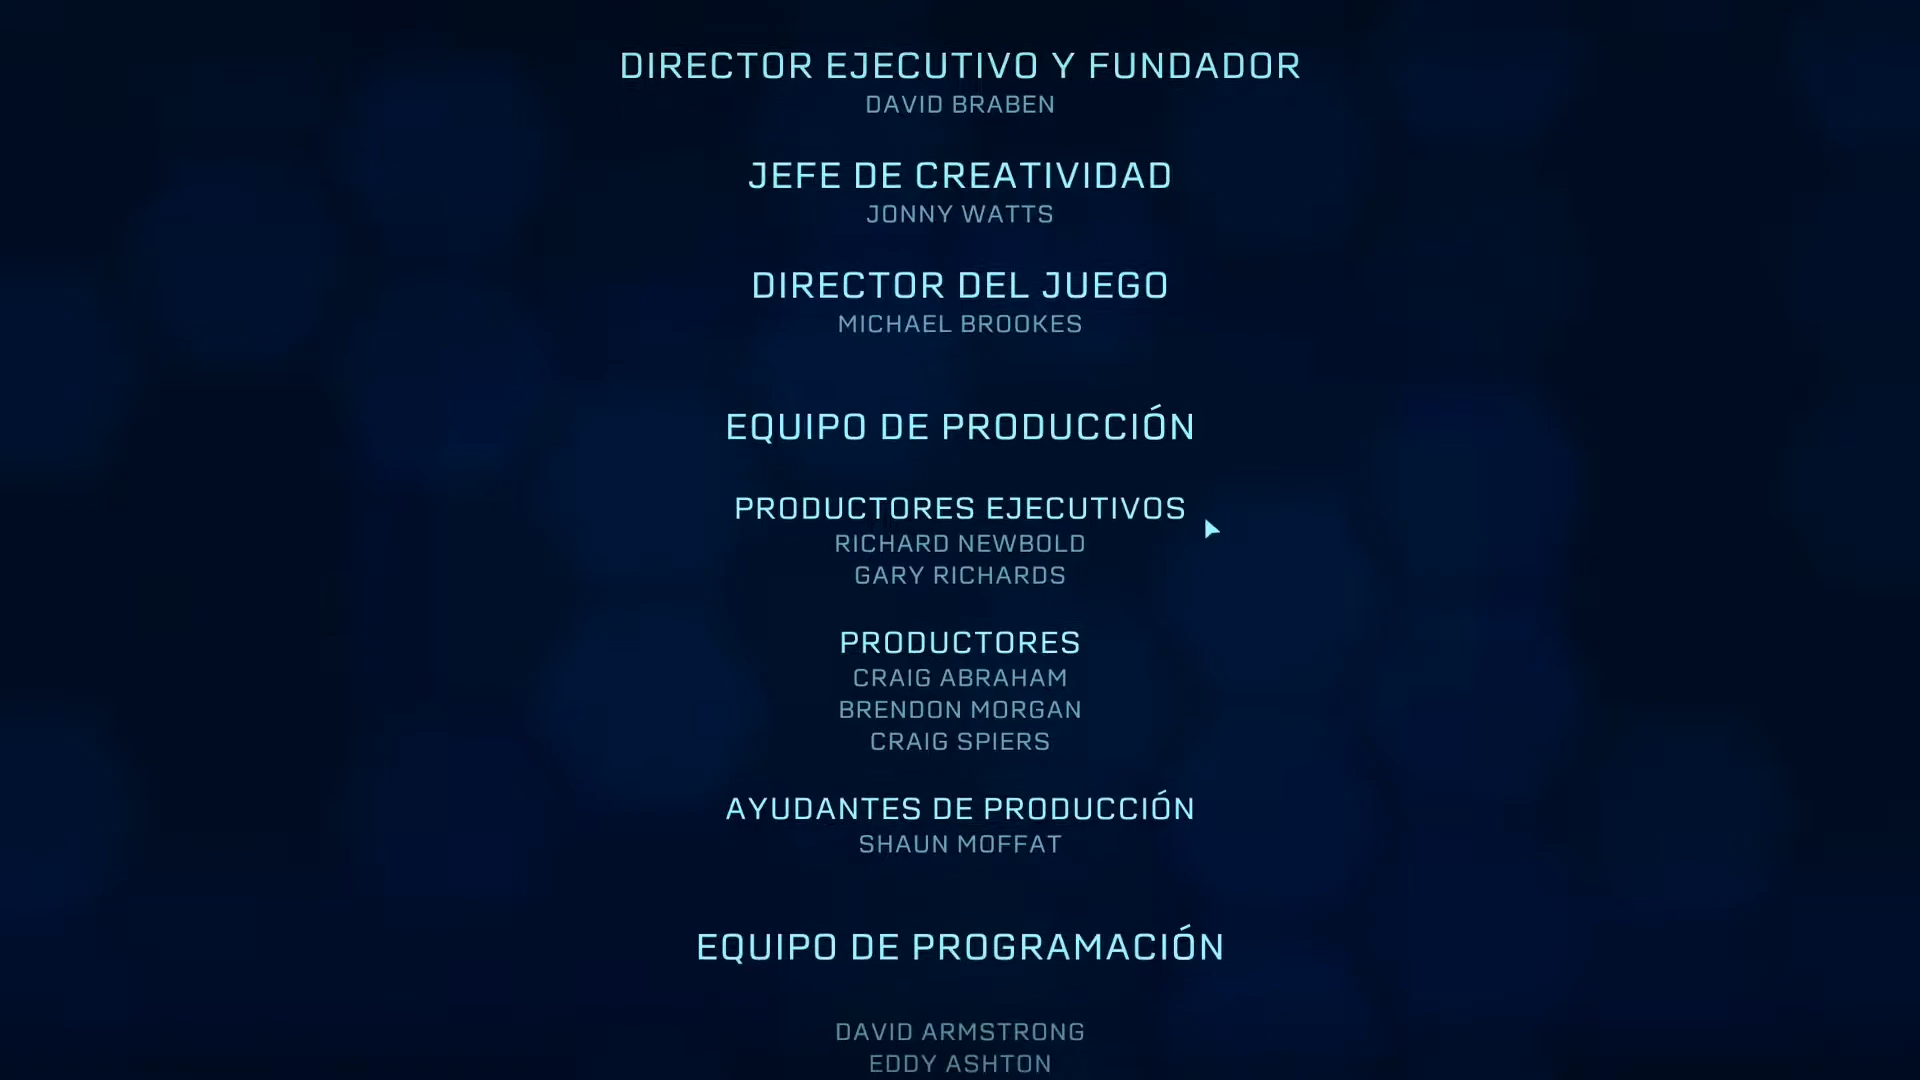 DIRECTOR EJECUTIVO Y FUNDADOR
DAVID BRABEN
JEFE DE CREATIVIDAD
JONNY WATTS
DIRECTOR DEL JUEGO
MICHAEL BROOKES
EQUIPO DE PRODUCCIÓN
PRODUCTORES EJECUTIVOS
RICHARD NEWBOLD
GARY RICHARDS
PRODUCTORES
CRAIG ABRAHAM
BRENDON MORGAN
CRAIG SPIERS
AYUDANTES DE PRODUCCIÓN
SHAUN MOFFAT
EQUIPO DE PROGRAMACIÓN
DAVID ARMSTRONG
EDDY ASHTON